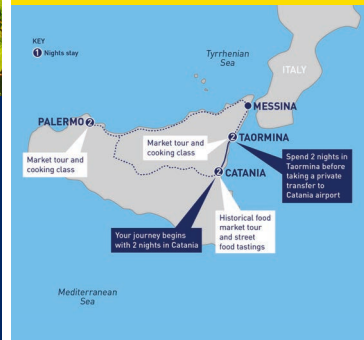 KEY
1 Nights stay
Tyrrhenian
Sea
ITALY
MESSINA
PALERMO 2
Market tour and
cooking class
Market tour and
cooking class
2 TAORMINA
Spend 2 nights in
Taormina before
taking a private
transfer to
Catania airport
2 CATANIA
Your journey begins
with 2 nights in Catania
Historical food
market tour
and street
food tastings
Mediterranean
Sea